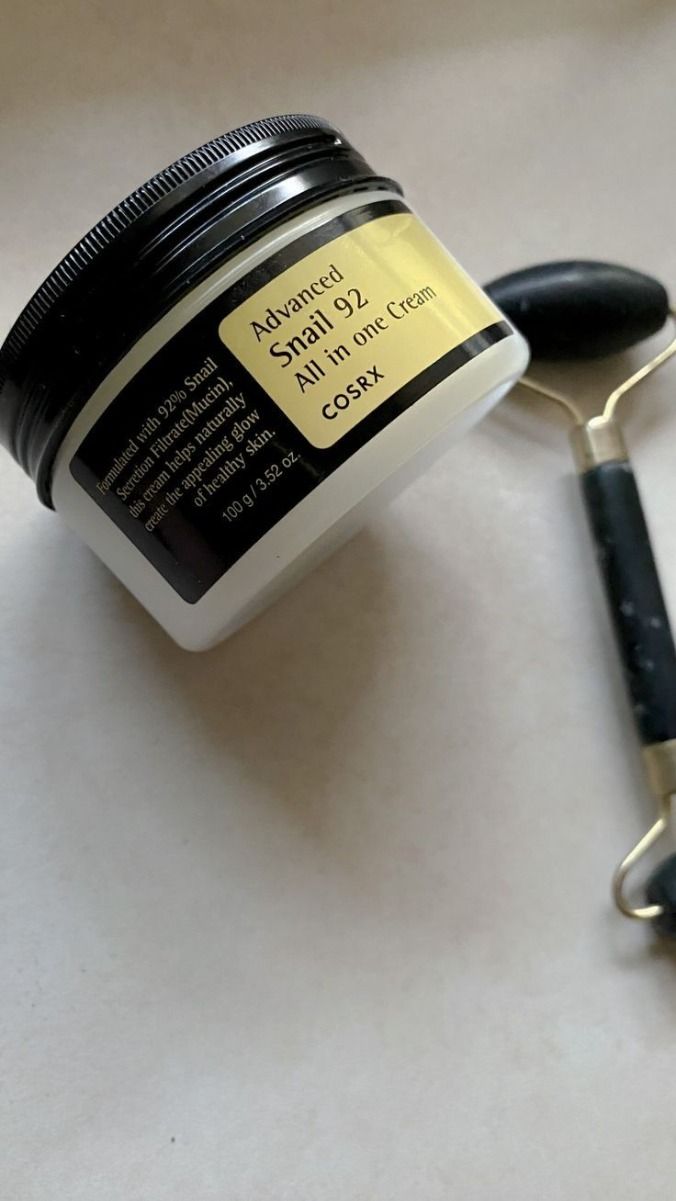 Advanced
Snail 92
All in one Cream
COSRX
Formulated with 92% Snail
Secretion Filtrate(Mucin),
this cream helps naturally
create the appealing glow
of healthy skin.
100 g / 3.52 oz.